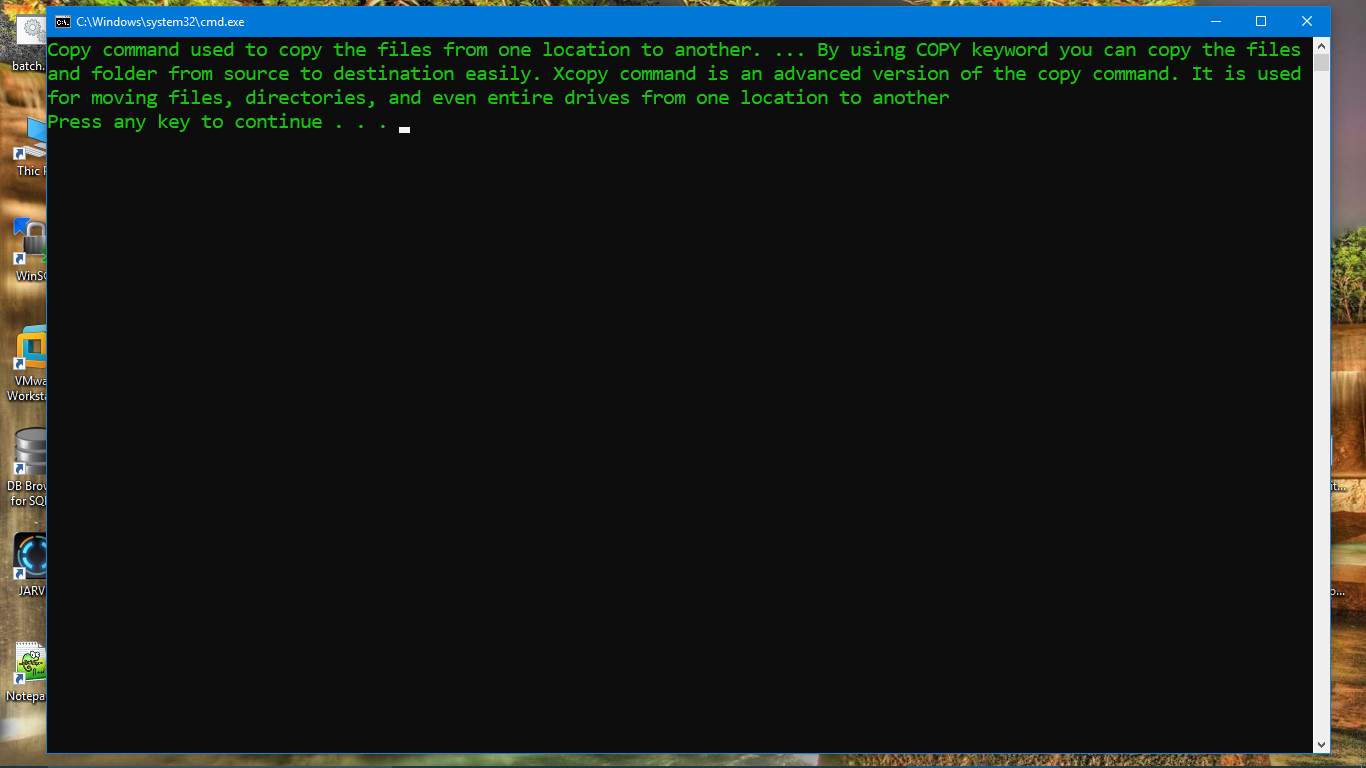 C:\Windows\system32\cmd.exe
Copy command used to copy the files from one location to another. ... By using COPY keyword you can copy the files
and folder from source to destination easily. Xcopy command is an advanced version of the copy command. It is used
for moving files, directories, and even entire drives from one location to another
Press any key to continue . . .
batch.
Thic P
WinSC
VMwa
Worksta
DB Brow
for SQL
JARV
Notepa
it...
o...